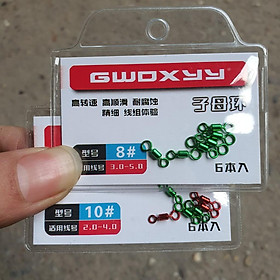 GWOXYY
高转速 高顺滑 耐腐蚀
精细 线组体验
子母环
型号 8#
适用线号 3.0-5.0
6本入
型号 10#
适用线号 2.0-4.0
6本入